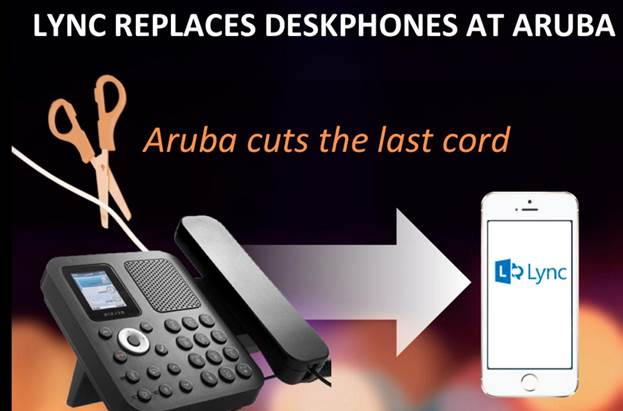 LYNC REPLACES DESKPHONES AT ARUBA
Aruba cuts the last cord
L Lync